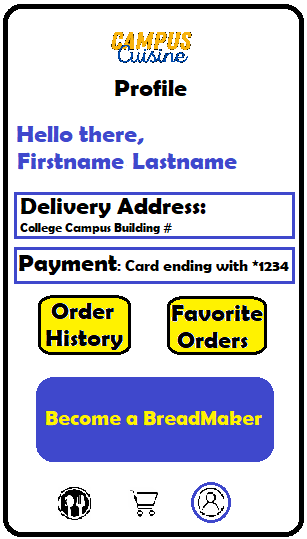 CAMPUS
Cuisine
Profile
Hello there,
Firstname Lastname
Delivery Address:
College Campus Building #
Payment: Card ending with *1234
Order
History
Favorite
Orders
Become a BreadMaker